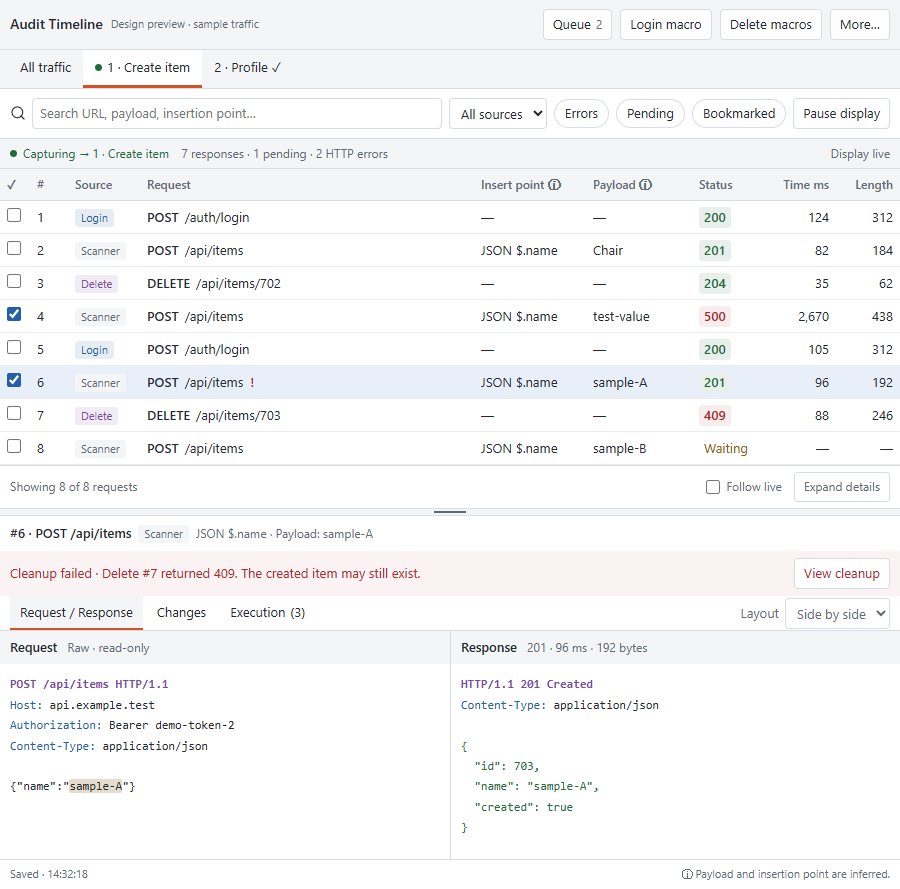 Audit Timeline Design preview · sample traffic Queue 2 Login macro Delete macros More...
All traffic 1 · Create item 2 · Profile ✓
Search URL, payload, insertion point... All sources Errors Pending Bookmarked Pause display
Capturing → 1 · Create item 7 responses · 1 pending · 2 HTTP errors Display live
✓ # Source Request Insert point ⓘ Payload ⓘ Status Time ms Length
1 Login POST /auth/login — — 200 124 312
2 Scanner POST /api/items JSON $.name Chair 201 82 184
3 Delete DELETE /api/items/702 — — 204 35 62
4 Scanner POST /api/items JSON $.name test-value 500 2,670 438
5 Login POST /auth/login — — 200 105 312
6 Scanner POST /api/items ! JSON $.name sample-A 201 96 192
7 Delete DELETE /api/items/703 — — 409 88 246
8 Scanner POST /api/items JSON $.name sample-B Waiting — —
Showing 8 of 8 requests Follow live Expand details
#6 · POST /api/items Scanner JSON $.name · Payload: sample-A
Cleanup failed · Delete #7 returned 409. The created item may still exist. View cleanup
Request / Response Changes Execution (3) Layout Side by side
Request Raw · read-only
POST /api/items HTTP/1.1
Host: api.example.test
Authorization: Bearer demo-token-2
Content-Type: application/json
{"name":"sample-A"}
Response 201 · 96 ms · 192 bytes
HTTP/1.1 201 Created
Content-Type: application/json
{
"id": 703,
"name": "sample-A",
"created": true
}
Saved · 14:32:18 ⓘ Payload and insertion point are inferred.